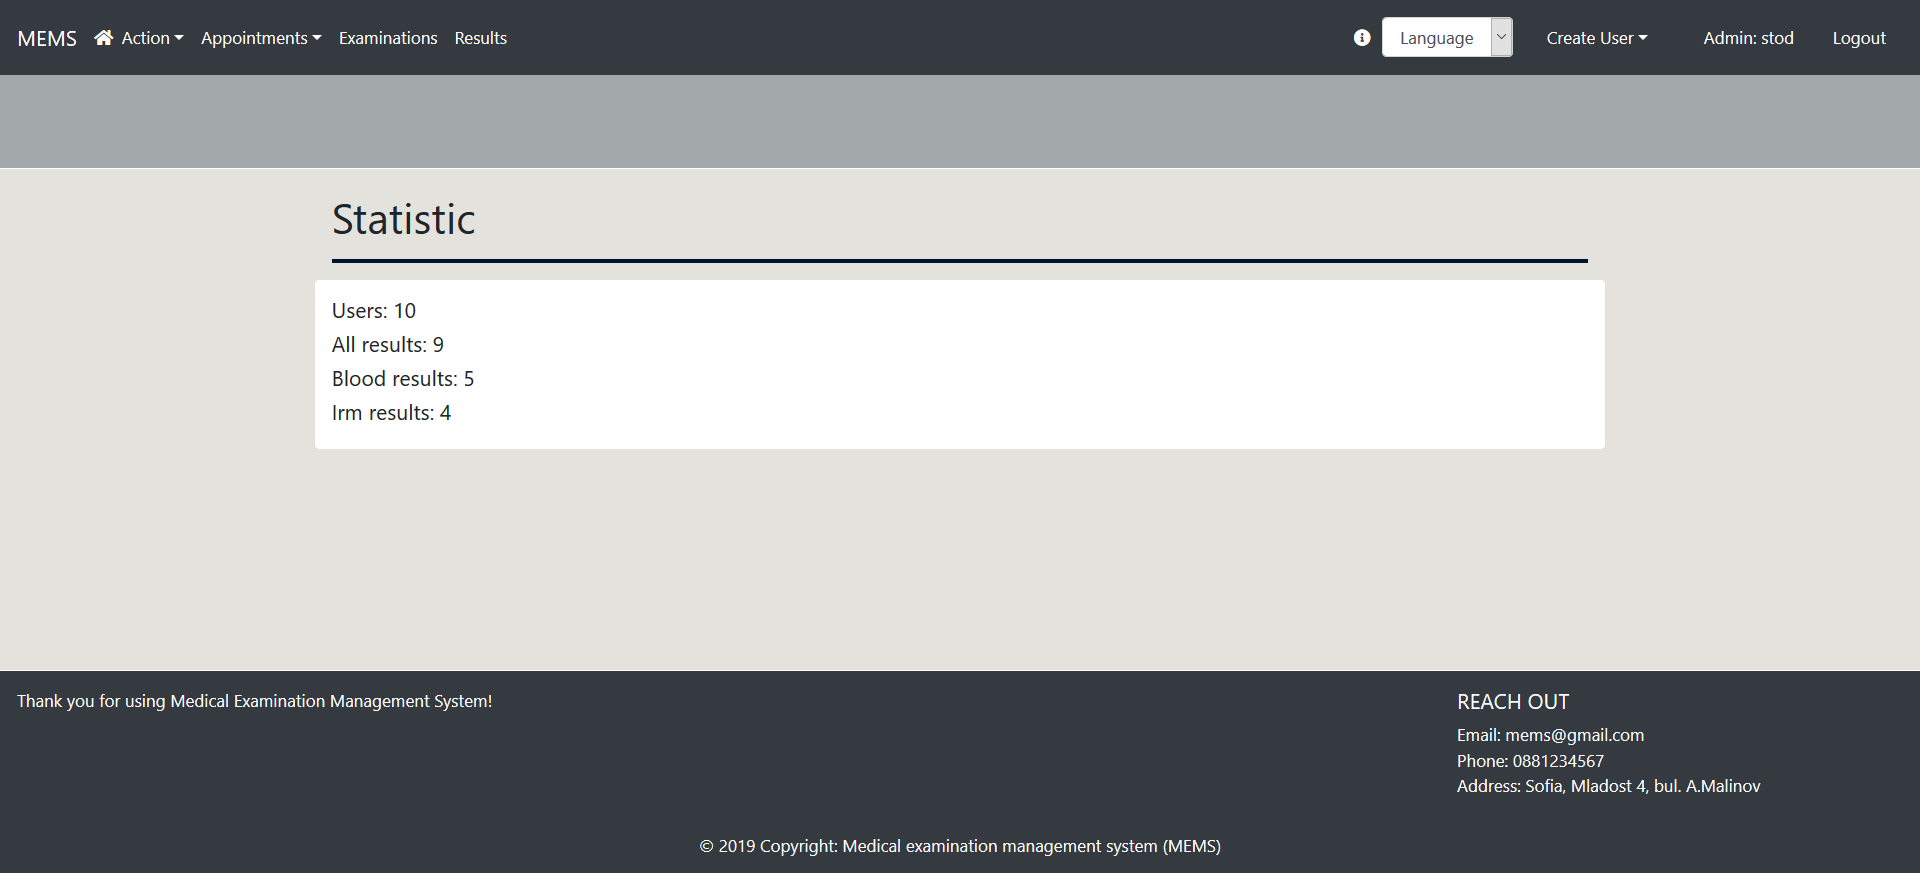 MEMS Action Appointments Examinations Results Language Create User Admin: stod Logout
Statistic
Users: 10
All results: 9
Blood results: 5
Irm results: 4
Thank you for using Medical Examination Management System!
REACH OUT
Email: mems@gmail.com
Phone: 0881234567
Address: Sofia, Mladost 4, bul. A.Malinov
© 2019 Copyright: Medical examination management system (MEMS)